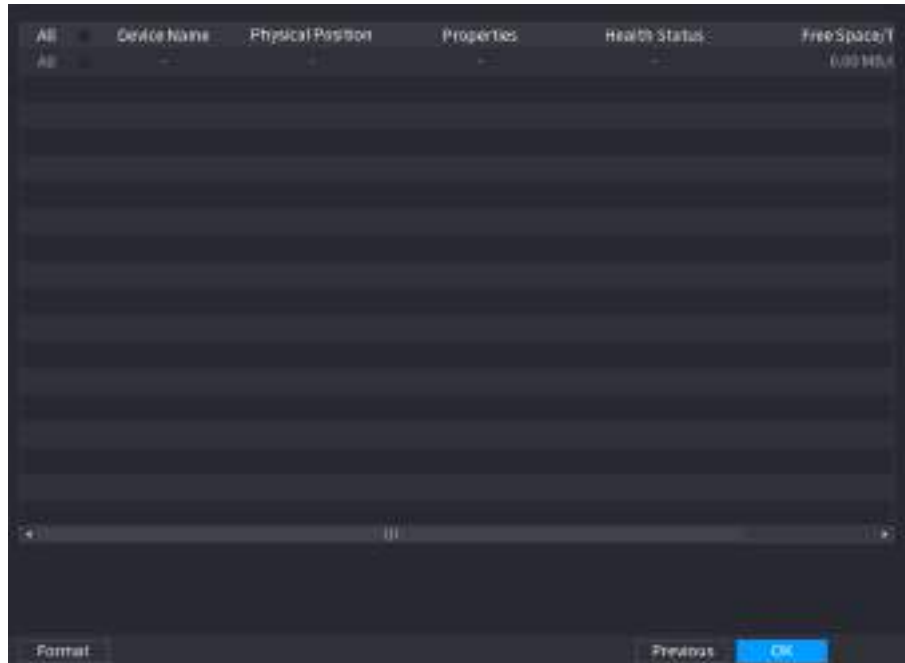 All Device Name Physical Position Properties Health Status Free Space/T
All - - - - 0.00 MB/
Format Previous OK